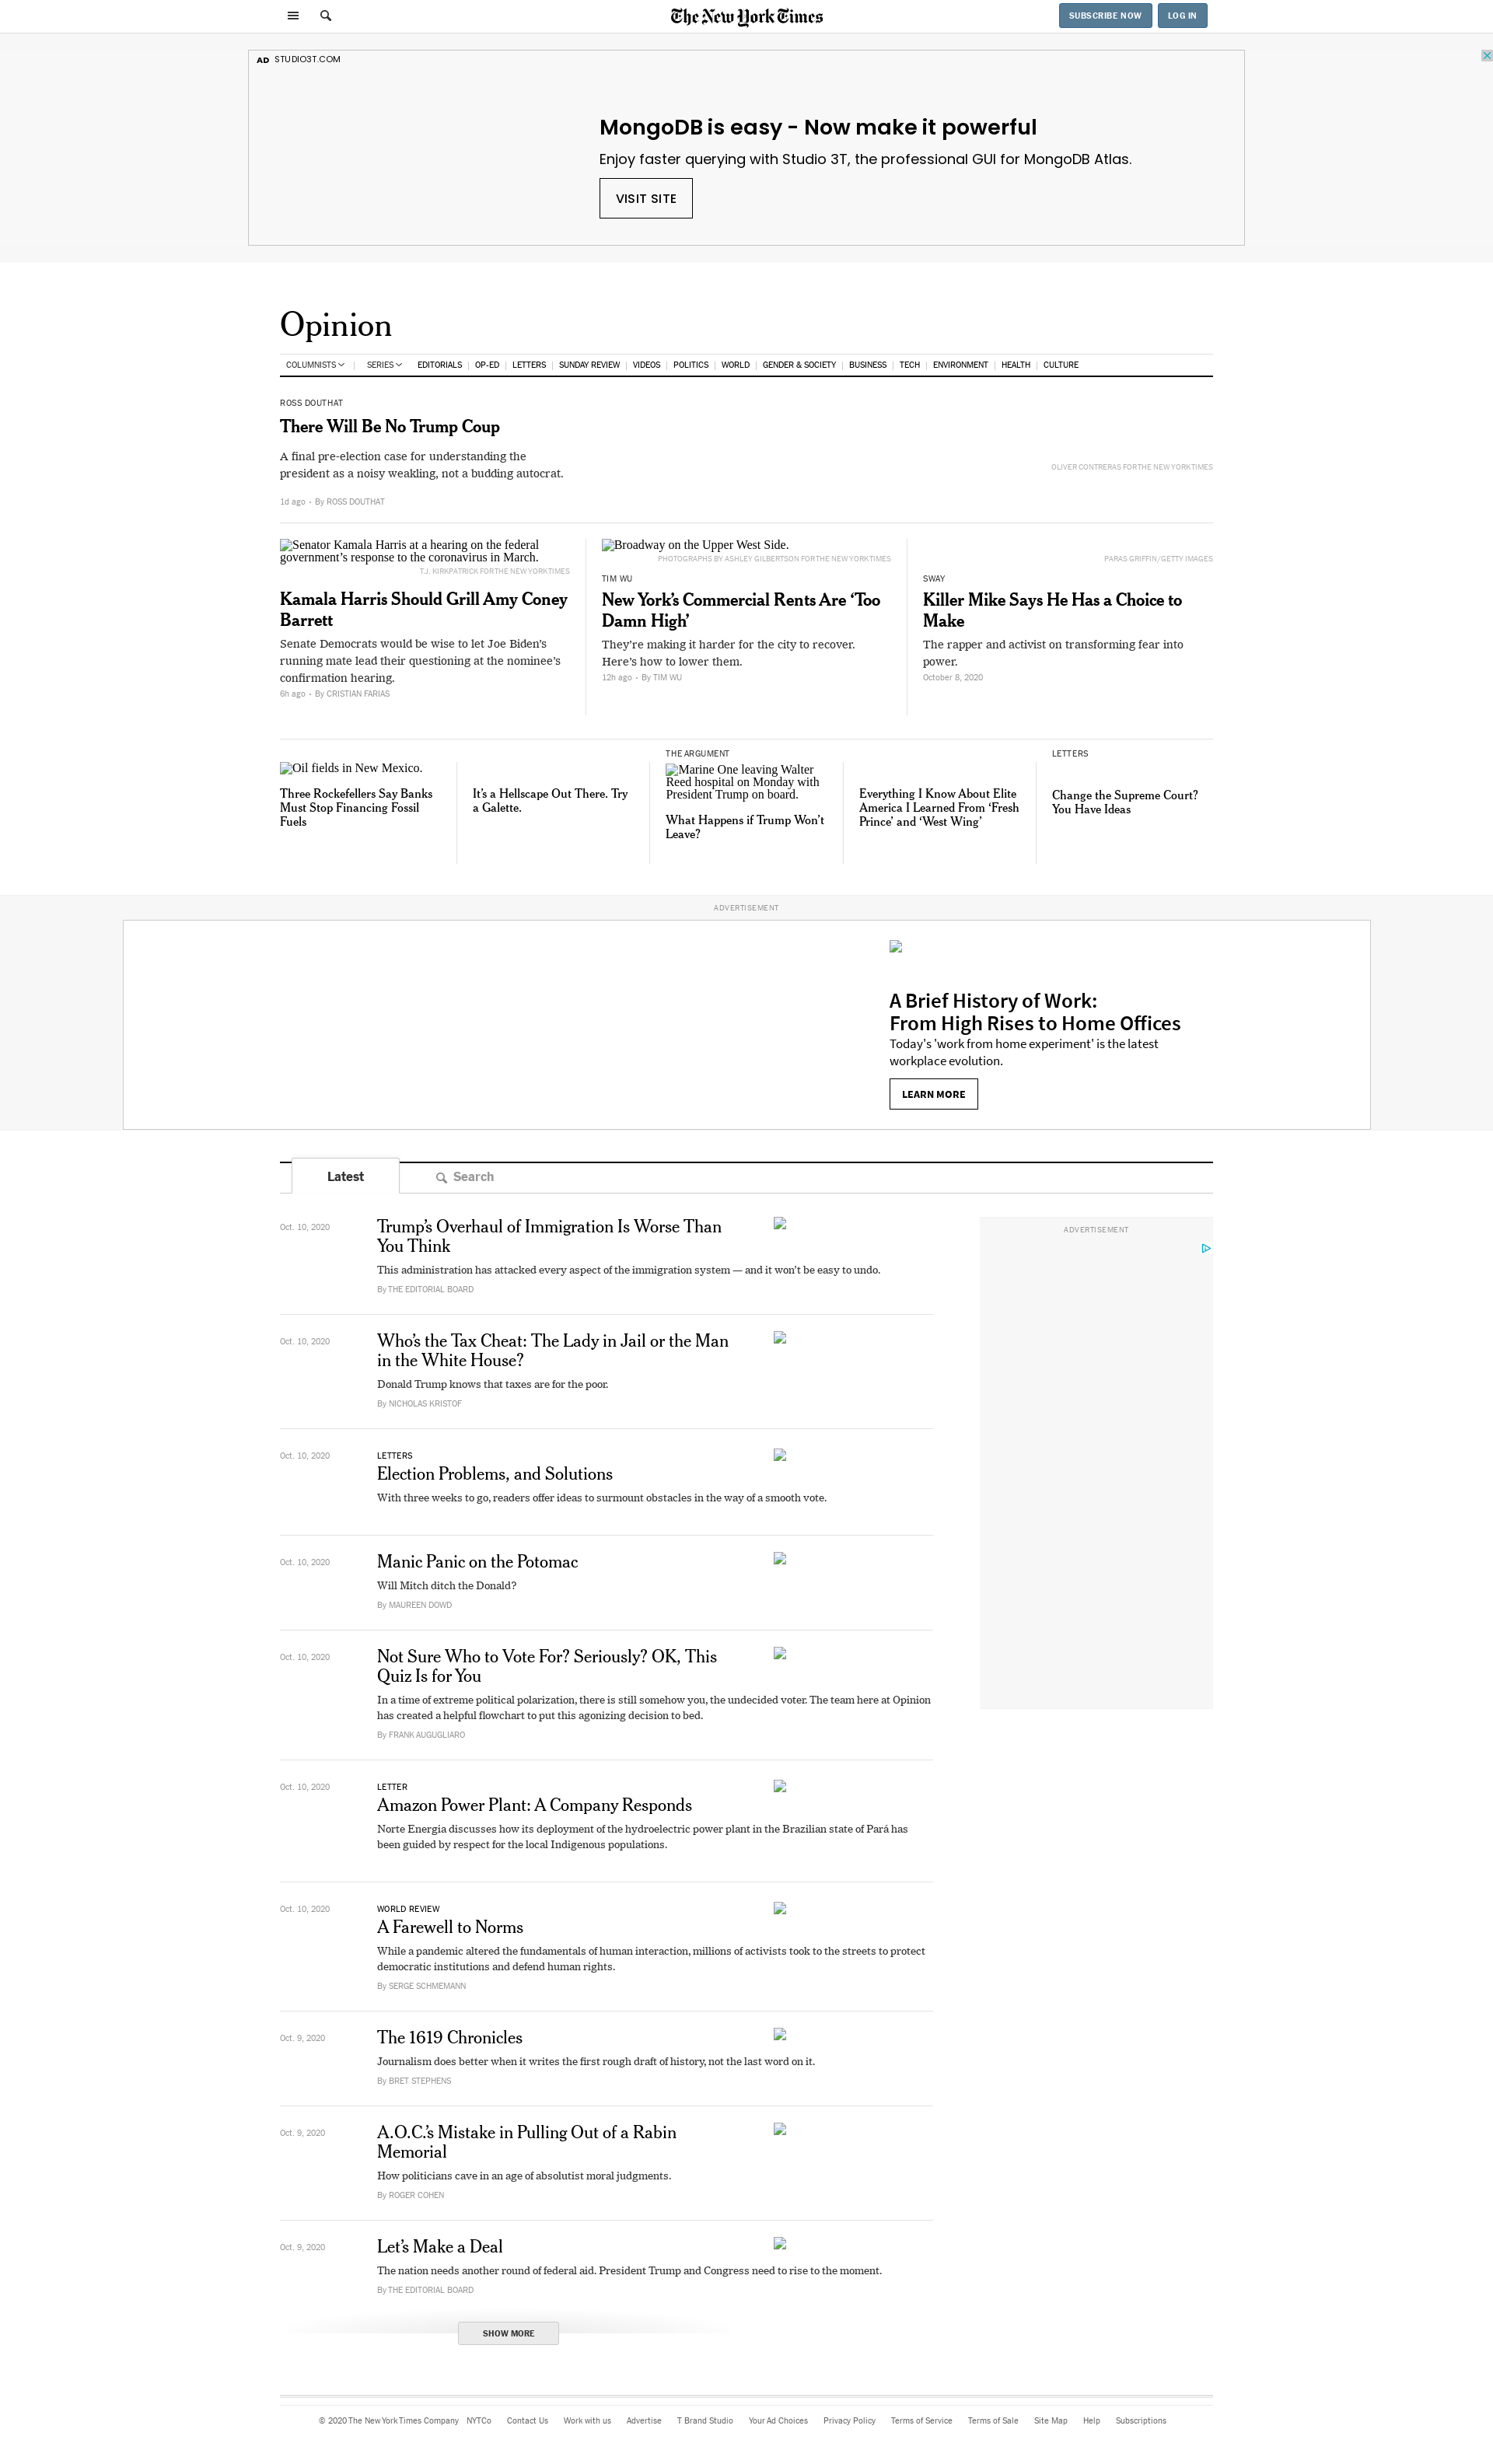 The New York Times
SUBSCRIBE NOW
LOG IN
AD STUDIO3T.COM
MongoDB is easy - Now make it powerful
Enjoy faster querying with Studio 3T, the professional GUI for MongoDB Atlas.
VISIT SITE
Opinion
COLUMNISTS SERIES EDITORIALS OP-ED LETTERS SUNDAY REVIEW VIDEOS POLITICS WORLD GENDER & SOCIETY BUSINESS TECH ENVIRONMENT HEALTH CULTURE
ROSS DOUTHAT
There Will Be No Trump Coup
A final pre-election case for understanding the
president as a noisy weakling, not a budding autocrat.
OLIVER CONTRERAS FOR THE NEW YORK TIMES
1d ago • By ROSS DOUTHAT
Senator Kamala Harris at a hearing on the federal
government’s response to the coronavirus in March.
T.J. KIRKPATRICK FOR THE NEW YORK TIMES
Kamala Harris Should Grill Amy Coney
Barrett
Senate Democrats would be wise to let Joe Biden’s
running mate lead their questioning at the nominee’s
confirmation hearing.
6h ago • By CRISTIAN FARIAS
Broadway on the Upper West Side.
PHOTOGRAPHS BY ASHLEY GILBERTSON FOR THE NEW YORK TIMES
TIM WU
New York’s Commercial Rents Are ‘Too
Damn High’
They’re making it harder for the city to recover.
Here’s how to lower them.
12h ago • By TIM WU
PARAS GRIFFIN/GETTY IMAGES
SWAY
Killer Mike Says He Has a Choice to
Make
The rapper and activist on transforming fear into
power.
October 8, 2020
Oil fields in New Mexico.
Three Rockefellers Say Banks
Must Stop Financing Fossil
Fuels
It’s a Hellscape Out There. Try
a Galette.
THE ARGUMENT
Marine One leaving Walter
Reed hospital on Monday with
President Trump on board.
What Happens if Trump Won’t
Leave?
Everything I Know About Elite
America I Learned From ‘Fresh
Prince’ and ‘West Wing’
LETTERS
Change the Supreme Court?
You Have Ideas
ADVERTISEMENT
A Brief History of Work:
From High Rises to Home Offices
Today's 'work from home experiment' is the latest
workplace evolution.
LEARN MORE
Latest
Search
ADVERTISEMENT
Oct. 10, 2020
Trump’s Overhaul of Immigration Is Worse Than
You Think
This administration has attacked every aspect of the immigration system — and it won’t be easy to undo.
By THE EDITORIAL BOARD
Oct. 10, 2020
Who’s the Tax Cheat: The Lady in Jail or the Man
in the White House?
Donald Trump knows that taxes are for the poor.
By NICHOLAS KRISTOF
Oct. 10, 2020
LETTERS
Election Problems, and Solutions
With three weeks to go, readers offer ideas to surmount obstacles in the way of a smooth vote.
Oct. 10, 2020
Manic Panic on the Potomac
Will Mitch ditch the Donald?
By MAUREEN DOWD
Oct. 10, 2020
Not Sure Who to Vote For? Seriously? OK, This
Quiz Is for You
In a time of extreme political polarization, there is still somehow you, the undecided voter. The team here at Opinion
has created a helpful flowchart to put this agonizing decision to bed.
By FRANK AUGUGLIARO
Oct. 10, 2020
LETTER
Amazon Power Plant: A Company Responds
Norte Energia discusses how its deployment of the hydroelectric power plant in the Brazilian state of Pará has
been guided by respect for the local Indigenous populations.
Oct. 10, 2020
WORLD REVIEW
A Farewell to Norms
While a pandemic altered the fundamentals of human interaction, millions of activists took to the streets to protect
democratic institutions and defend human rights.
By SERGE SCHMEMANN
Oct. 9, 2020
The 1619 Chronicles
Journalism does better when it writes the first rough draft of history, not the last word on it.
By BRET STEPHENS
Oct. 9, 2020
A.O.C.’s Mistake in Pulling Out of a Rabin
Memorial
How politicians cave in an age of absolutist moral judgments.
By ROGER COHEN
Oct. 9, 2020
Let’s Make a Deal
The nation needs another round of federal aid. President Trump and Congress need to rise to the moment.
By THE EDITORIAL BOARD
SHOW MORE
© 2020 The New York Times Company NYTCo Contact Us Work with us Advertise T Brand Studio Your Ad Choices Privacy Policy Terms of Service Terms of Sale Site Map Help Subscriptions